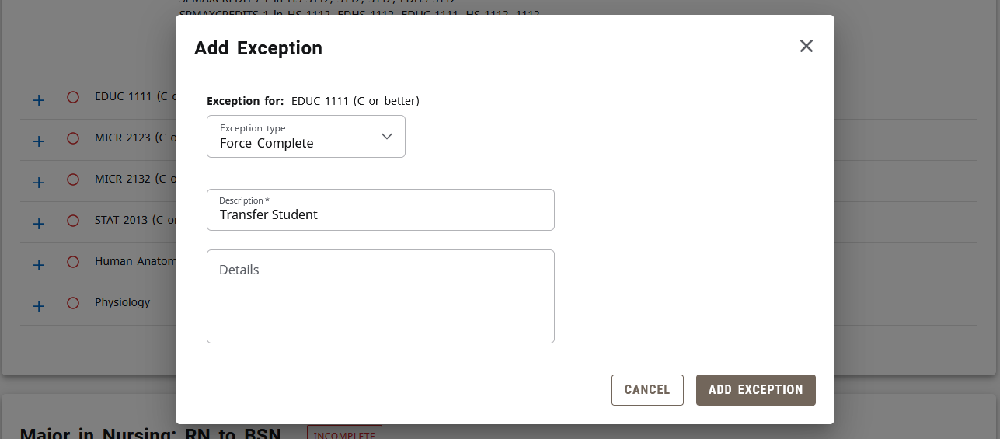 SPMAXCREDITS 1 in HS 1112, EDHS 1112, EDUC 1111, HS 1112, 1112
Add Exception
Exception for: EDUC 1111 (C or better)
Exception type
Force Complete
Description *
Transfer Student
Details
CANCEL ADD EXCEPTION
EDUC 1111 (C
MICR 2123 (C
MICR 2132 (C
STAT 2013 (C
Human Anatom
Physiology
Major in Nursing: RN to BSN INCOMPLETE